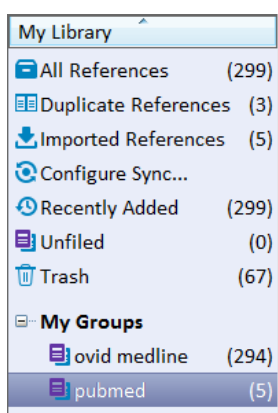 My Library
All References (299)
Duplicate References (3)
Imported References (5)
Configure Sync...
Recently Added (299)
Unfiled (0)
Trash (67)
My Groups
ovid medline (294)
pubmed (5)